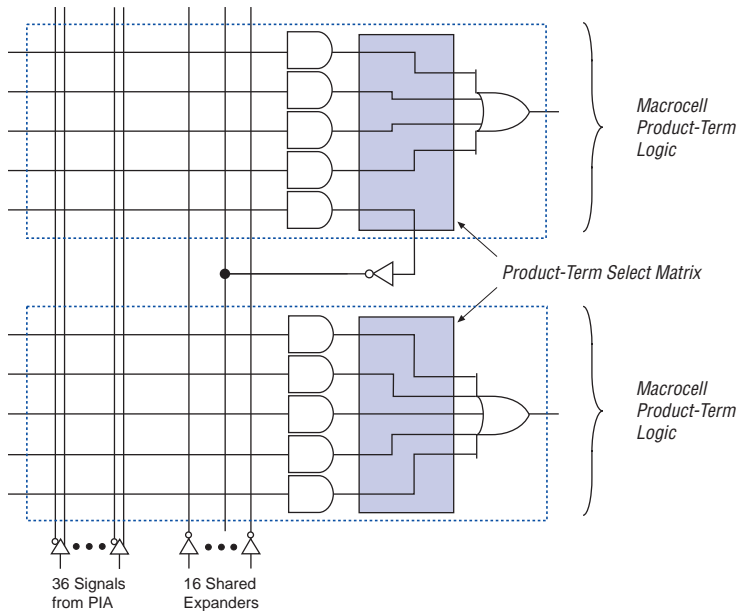 Macrocell
Product-Term
Logic
Product-Term Select Matrix
Macrocell
Product-Term
Logic
36 Signals
from PIA
16 Shared
Expanders